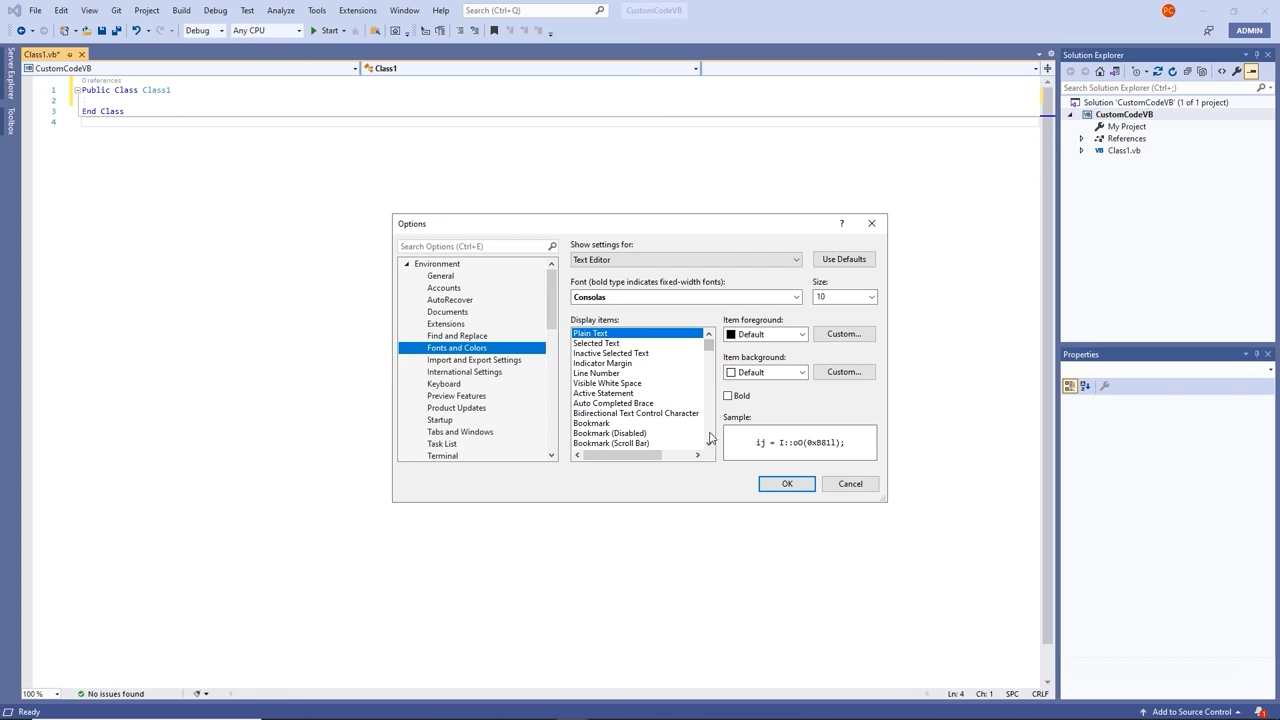 File Edit View Git Project Build Debug Test Analyze Tools Extensions Window Help Search (Ctrl+Q) CustomCodeVB PC
Debug Any CPU Start ADMIN
Class1.vb*
CustomCodeVB Class1
0 references
1 Public Class Class1
2
3 End Class
4
Server Explorer
Toolbox
Options
Search Options (Ctrl+E)
Environment
General
Accounts
AutoRecover
Documents
Extensions
Find and Replace
Fonts and Colors
Import and Export Settings
International Settings
Keyboard
Preview Features
Product Updates
Startup
Tabs and Windows
Task List
Terminal
Show settings for:
Text Editor Use Defaults
Font (bold type indicates fixed-width fonts): Size:
Consolas 10
Display items:
Plain Text
Selected Text
Inactive Selected Text
Indicator Margin
Line Number
Visible White Space
Active Statement
Auto Completed Brace
Bidirectional Text Control Character
Bookmark
Bookmark (Disabled)
Bookmark (Scroll Bar)
Item foreground:
Default Custom...
Item background:
Default Custom...
Bold
Sample:
ij = I::oO(0xB81l);
OK Cancel
Solution Explorer
Search Solution Explorer (Ctrl+;)
Solution 'CustomCodeVB' (1 of 1 project)
VB CustomCodeVB
My Project
References
VB Class1.vb
Properties
100 % No issues found Ln: 4 Ch: 1 SPC CRLF
Ready Add to Source Control 1